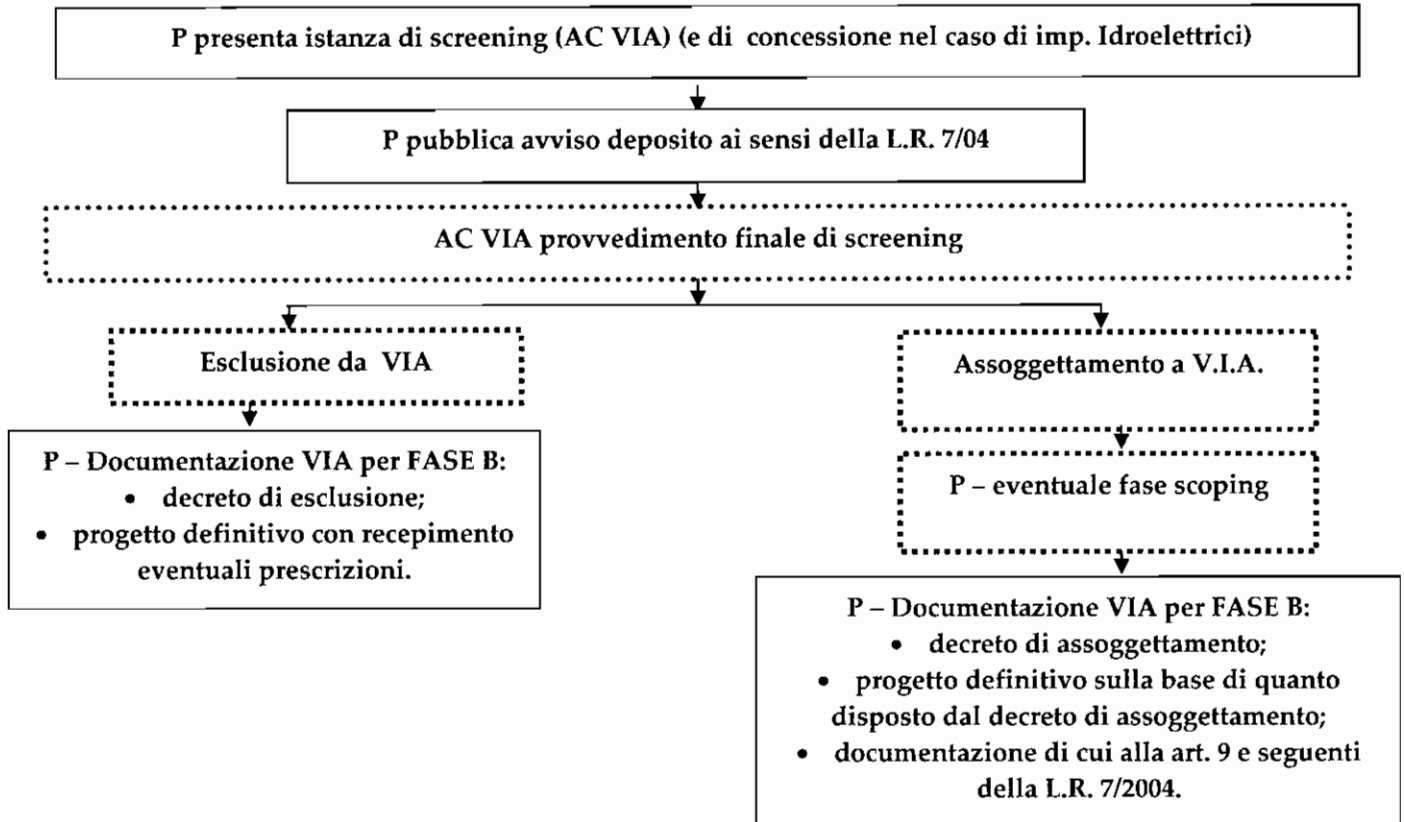 P presenta istanza di screening (AC VIA) (e di concessione nel caso di imp. Idroelettrici)
P pubblica avviso deposito ai sensi della L.R. 7/04
AC VIA provvedimento finale di screening
Esclusione da VIA
P – Documentazione VIA per FASE B:
• decreto di esclusione;
• progetto definitivo con recepimento
eventuali prescrizioni.
Assoggettamento a V.I.A.
P – eventuale fase scoping
P – Documentazione VIA per FASE B:
• decreto di assoggettamento;
• progetto definitivo sulla base di quanto
disposto dal decreto di assoggettamento;
• documentazione di cui alla art. 9 e seguenti
della L.R. 7/2004.